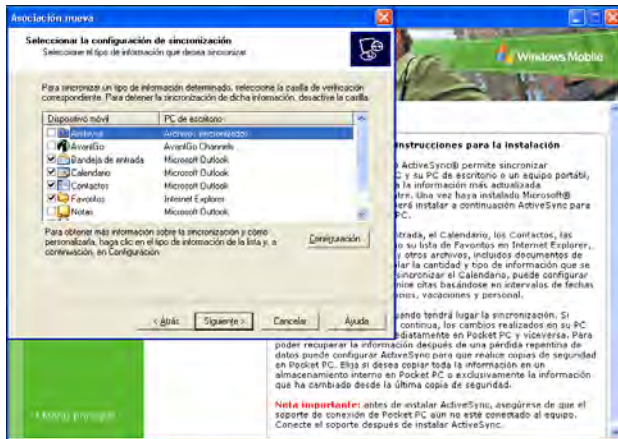 Asociación nueva
Seleccionar la configuración de sincronización
Seleccione el tipo de información que desea sincronizar
Para sincronizar un tipo de información determinado, seleccione la casilla de verificación
correspondiente. Para detener la sincronización de dicha información, desactive la casilla.
Dispositivo móvil PC de escritorio
Archivos Archivos sincronizados
AvantGo AvantGo Channels
Bandeja de entrada Microsoft Outlook
Calendario Microsoft Outlook
Contactos Microsoft Outlook
Favoritos Internet Explorer
Notas Microsoft Outlook
Para obtener más información sobre la sincronización y cómo
personalizarla, haga clic en el tipo de información de la lista y, a
continuación, en Configuración
Configuración...
< Atrás Siguiente > Cancelar Ayuda
Windows Mobile
Instrucciones para la instalación
ActiveSync® permite sincronizar
C y su PC de escritorio o un equipo portátil,
la información más actualizada
Una vez haya instalado Microsoft®
erá instalar a continuación ActiveSync para
PC.
ntrada, el Calendario, los Contactos, las
o su lista de Favoritos en Internet Explorer,
y otros archivos, incluidos documentos de
lar la cantidad y tipo de información que se
sincronizar el Calendario, puede configurar
nice citas basándose en intervalos de fechas
vacaciones y personal.
uando tendrá lugar la sincronización. Si
continua, los cambios realizados en su PC
ediatamente en Pocket PC y viceversa. Para
poder recuperar la información después de una pérdida repentina de
datos puede configurar ActiveSync para que realice copias de seguridad
en Pocket PC. Elija si desea copiar toda la información en un
almacenamiento interno en Pocket PC o exclusivamente la información
que ha cambiado desde la última copia de seguridad.
Nota importante: antes de instalar ActiveSync, asegúrese de que el
soporte de conexión de Pocket PC aún no esté conectado al equipo.
Conecte el soporte después de instalar ActiveSync.
Menú principal